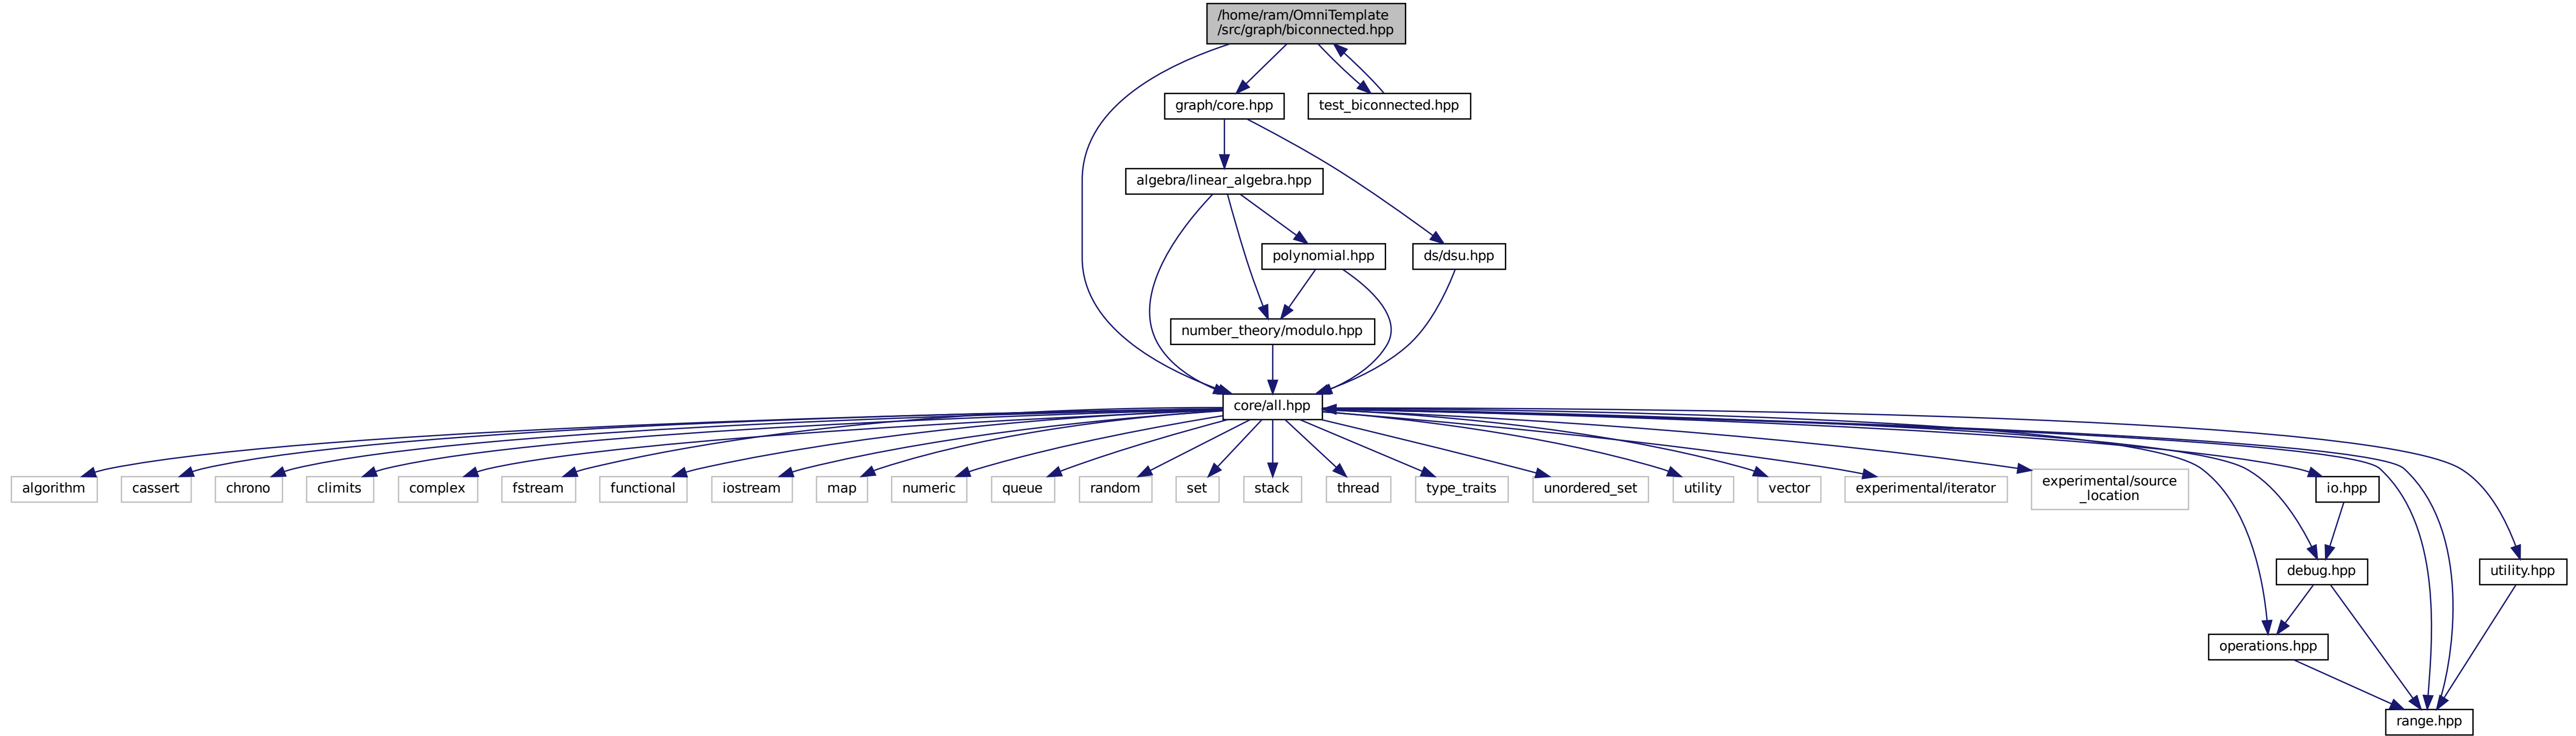 /home/ram/OmniTemplate
/src/graph/biconnected.hpp
graph/core.hpp
test_biconnected.hpp
algebra/linear_algebra.hpp
polynomial.hpp
ds/dsu.hpp
number_theory/modulo.hpp
core/all.hpp
algorithm
cassert
chrono
climits
complex
fstream
functional
iostream
map
numeric
queue
random
set
stack
thread
type_traits
unordered_set
utility
vector
experimental/iterator
experimental/source
_location
io.hpp
debug.hpp
utility.hpp
operations.hpp
range.hpp